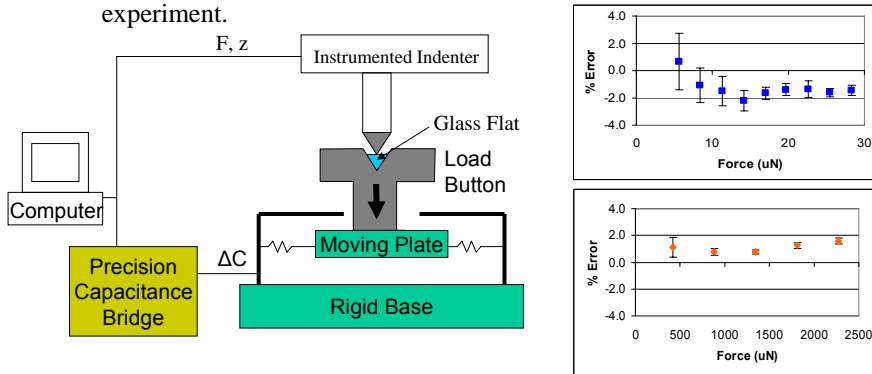 experiment.
F, z
Instrumented Indenter
Glass Flat
Load
Button
Computer
Moving Plate
ΔC
Precision
Capacitance
Bridge
Rigid Base
4.0
2.0
0.0
-2.0
-4.0
% Error
0
10
20
30
Force (uN)
4.0
2.0
0.0
-2.0
-4.0
% Error
0
500
1000
1500
2000
2500
Force (uN)